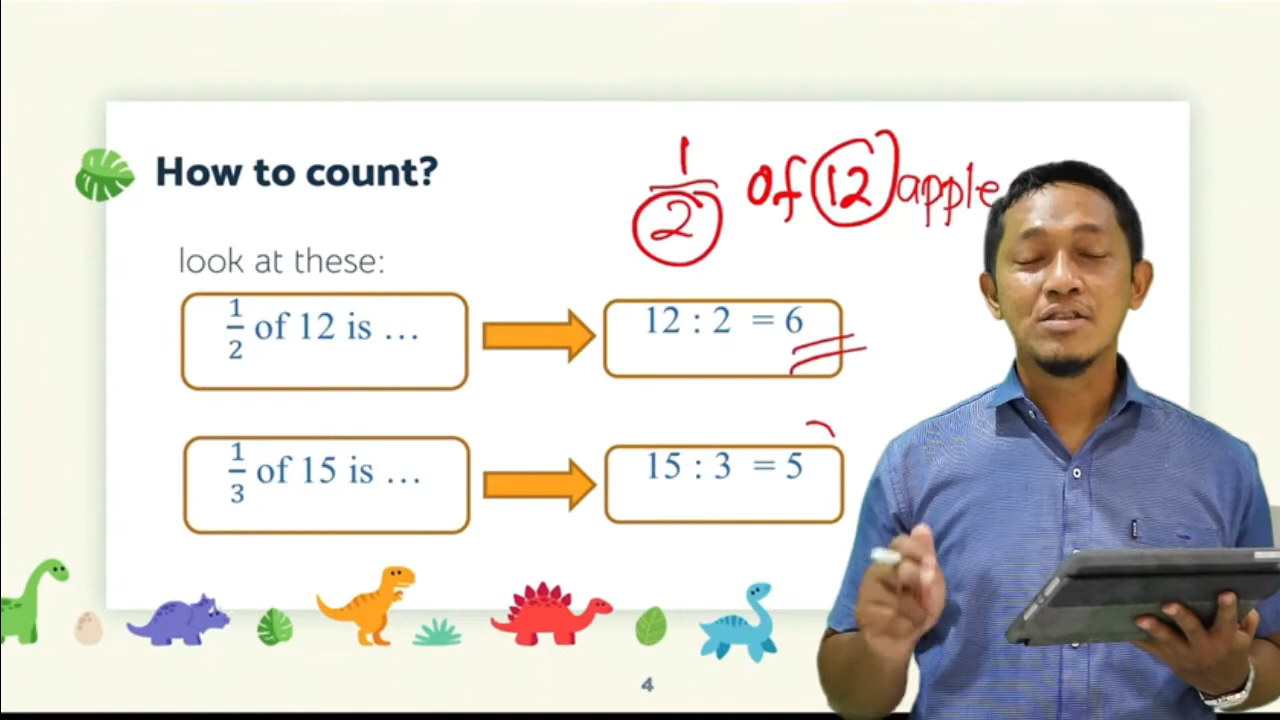 How to count?
1/2 of 12 apple
look at these:
1/2 of 12 is ...
12 : 2 = 6
1/3 of 15 is ...
15 : 3 = 5
4